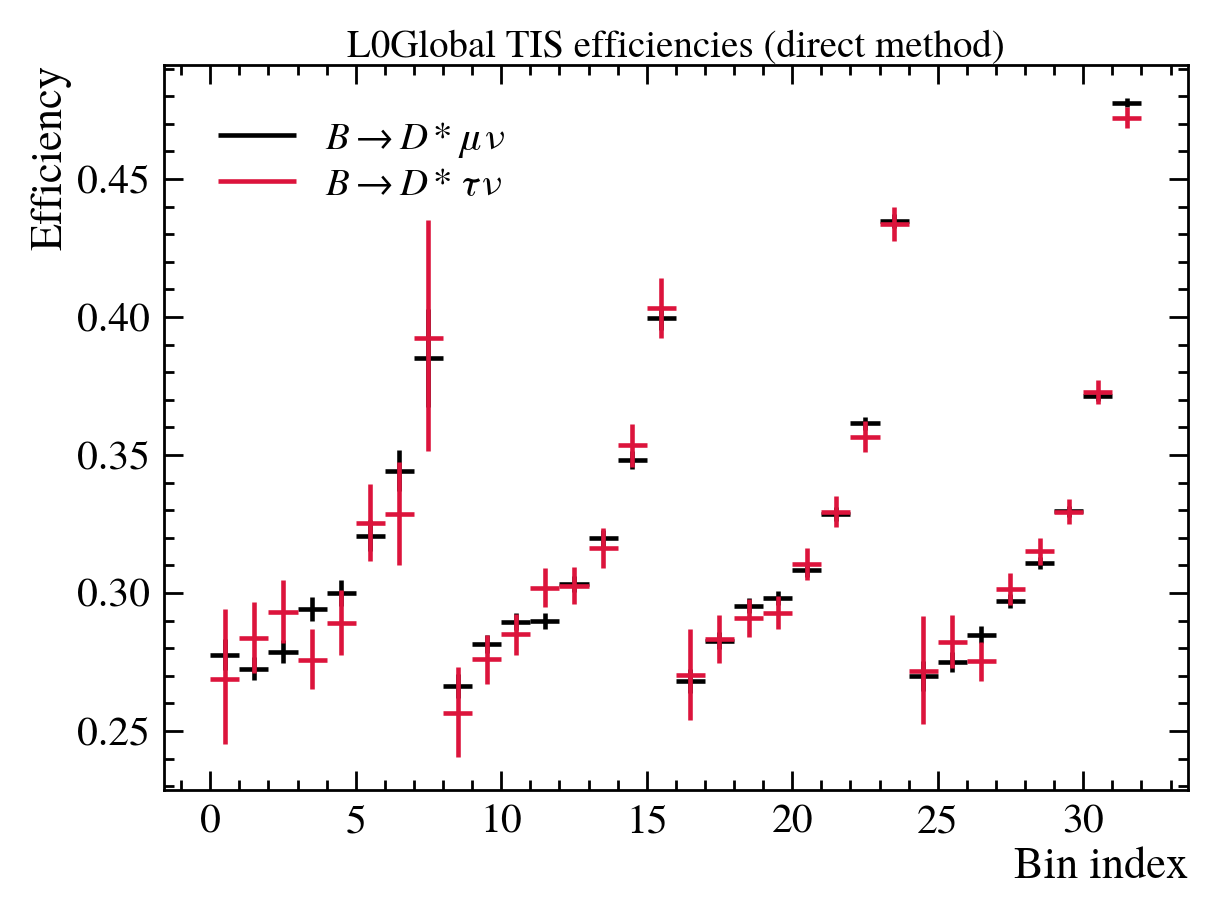 L0Global TIS efficiencies (direct method)
Efficiency
B → D * μν
B → D * τν
0.45
0.40
0.35
0.30
0.25
0 5 10 15 20 25 30
Bin index